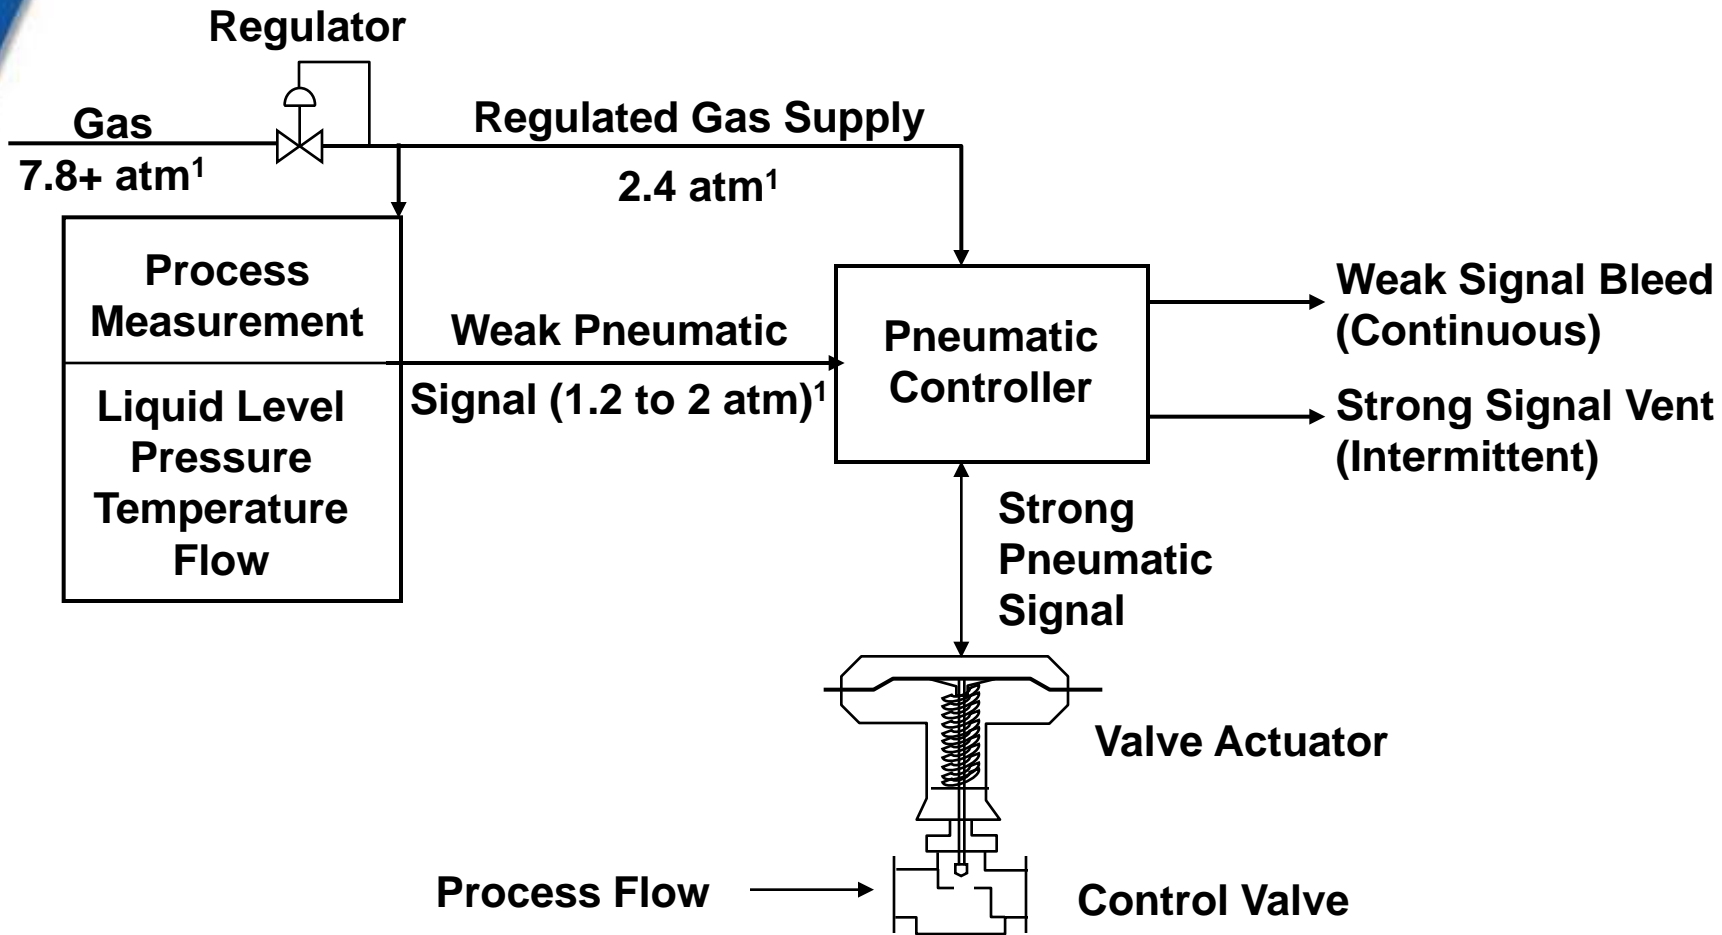 Regulator
Gas
7.8+ atm¹
Regulated Gas Supply
2.4 atm¹
Process
Measurement
Liquid Level
Pressure
Temperature
Flow
Weak Pneumatic
Signal (1.2 to 2 atm)¹
Pneumatic
Controller
Weak Signal Bleed
(Continuous)
Strong Signal Vent
(Intermittent)
Strong
Pneumatic
Signal
Valve Actuator
Process Flow
Control Valve